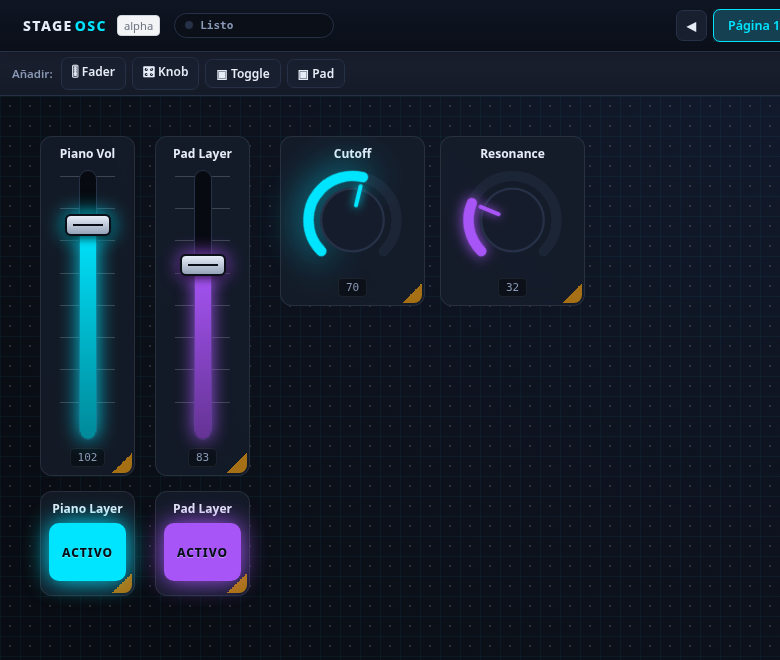 STAGE OSC alpha Listo ◀ Página 1
Añadir: Fader Knob Toggle Pad
Piano Vol Pad Layer Cutoff Resonance
70 32
102 83
Piano Layer Pad Layer
ACTIVO ACTIVO